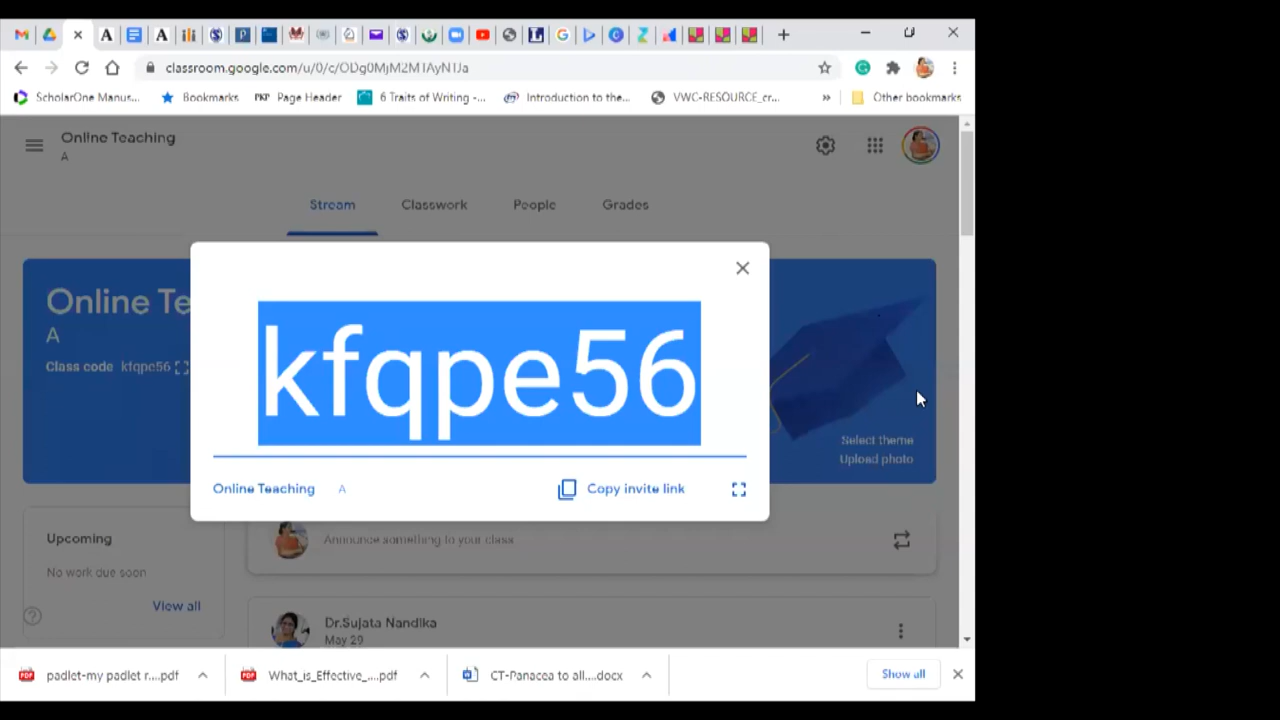 classroom.google.com/u/0/c/ODg0MjM2MTAyNTJa
ScholarOne Manus...
Bookmarks
PKP Page Header
6 Traits of Writing -...
Introduction to the...
VWC-RESOURCE_cr...
»
Other bookmarks
Online Teaching
A
Stream
Classwork
People
Grades
Online Te
A
Class code kfqpe56
kfqpe56
Select theme
Upload photo
Online Teaching A
Copy invite link
Upcoming
No work due soon
View all
Announce something to your class
Dr.Sujata Nandika
May 29
padlet-my padlet r....pdf
What_is_Effective_....pdf
CT-Panacea to all....docx
Show all